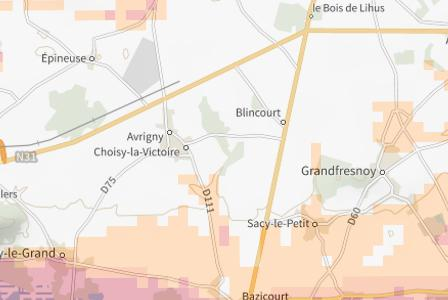 le Bois de Lihus
Épineuse
Blincourt
Avrigny
Choisy-la-Victoire
N31
Grandfresnoy
D75
D111
lers
Sacy-le-Petit
D60
y-le-Grand
Bazicourt